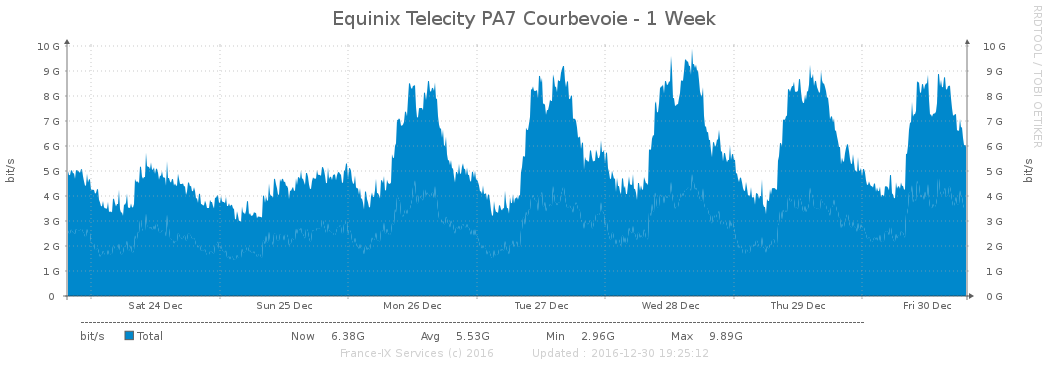 Equinix Telecity PA7 Courbevoie - 1 Week
RRDTOOL / TOBI OETIKER
bit/s
10 G
9 G
8 G
7 G
6 G
5 G
4 G
3 G
2 G
1 G
0
10 G
9 G
8 G
7 G
6 G
5 G
4 G
3 G
2 G
1 G
0 G
bit/s
Sat 24 Dec Sun 25 Dec Mon 26 Dec Tue 27 Dec Wed 28 Dec Thu 29 Dec Fri 30 Dec
bit/s Total Now 6.38G Avg 5.53G Min 2.96G Max 9.89G
France-IX Services (c) 2016 Updated : 2016-12-30 19:25:12